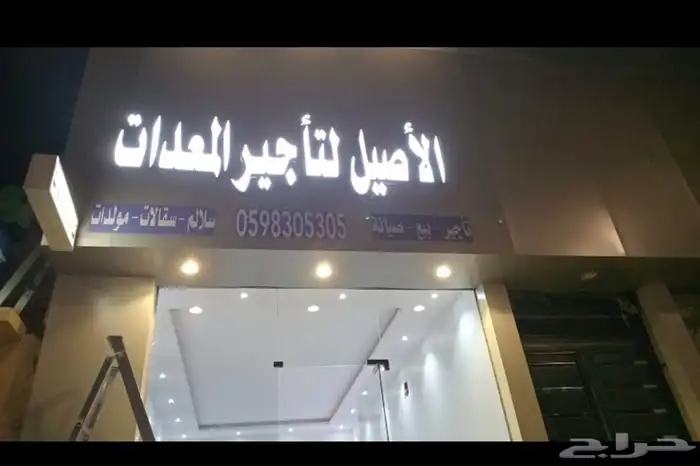 الأصيل لتأجير المعدات
تأجير - بيع - صيانة 0598305305 سلالم - سقالات - مولدات
حراج